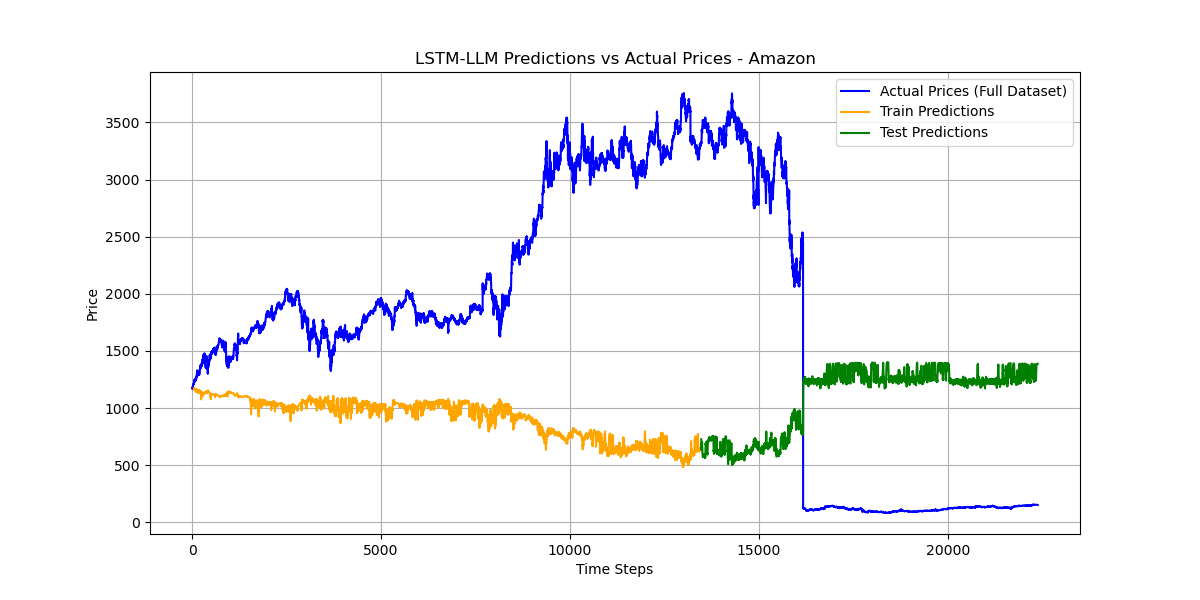 LSTM-LLM Predictions vs Actual Prices - Amazon
Actual Prices (Full Dataset)
Train Predictions
Test Predictions
Price
3500
3000
2500
2000
1500
1000
500
0
0 5000 10000 15000 20000
Time Steps